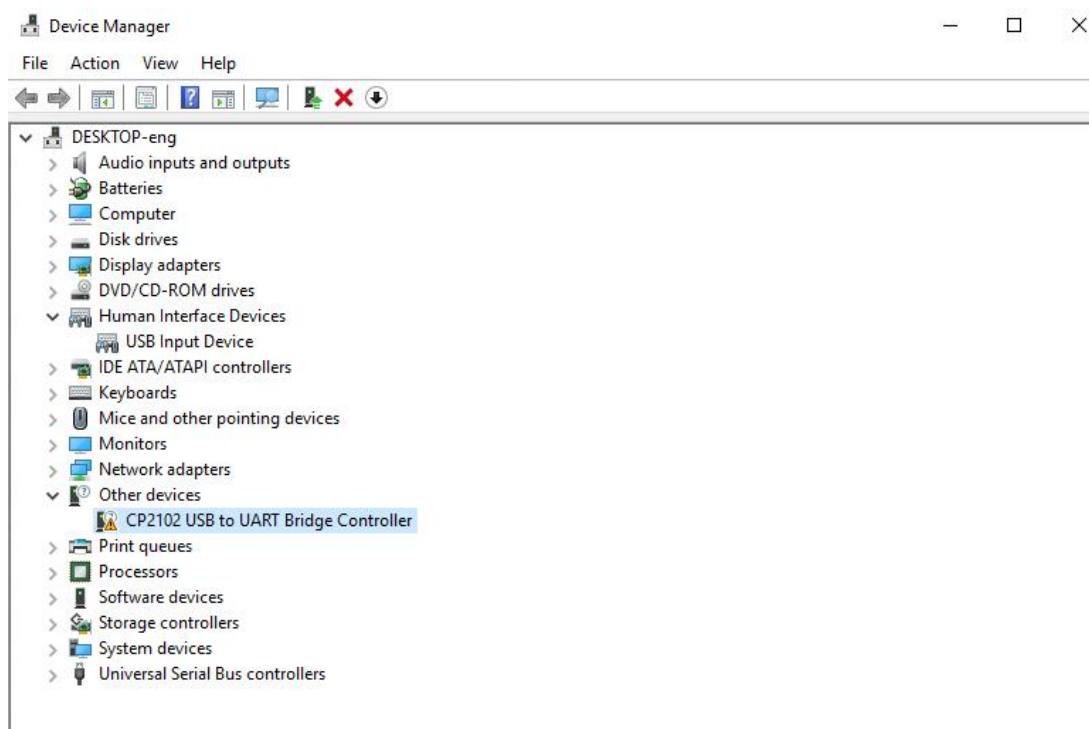 Device Manager
File Action View Help
DESKTOP-eng
Audio inputs and outputs
Batteries
Computer
Disk drives
Display adapters
DVD/CD-ROM drives
Human Interface Devices
USB Input Device
IDE ATA/ATAPI controllers
Keyboards
Mice and other pointing devices
Monitors
Network adapters
Other devices
CP2102 USB to UART Bridge Controller
Print queues
Processors
Software devices
Storage controllers
System devices
Universal Serial Bus controllers